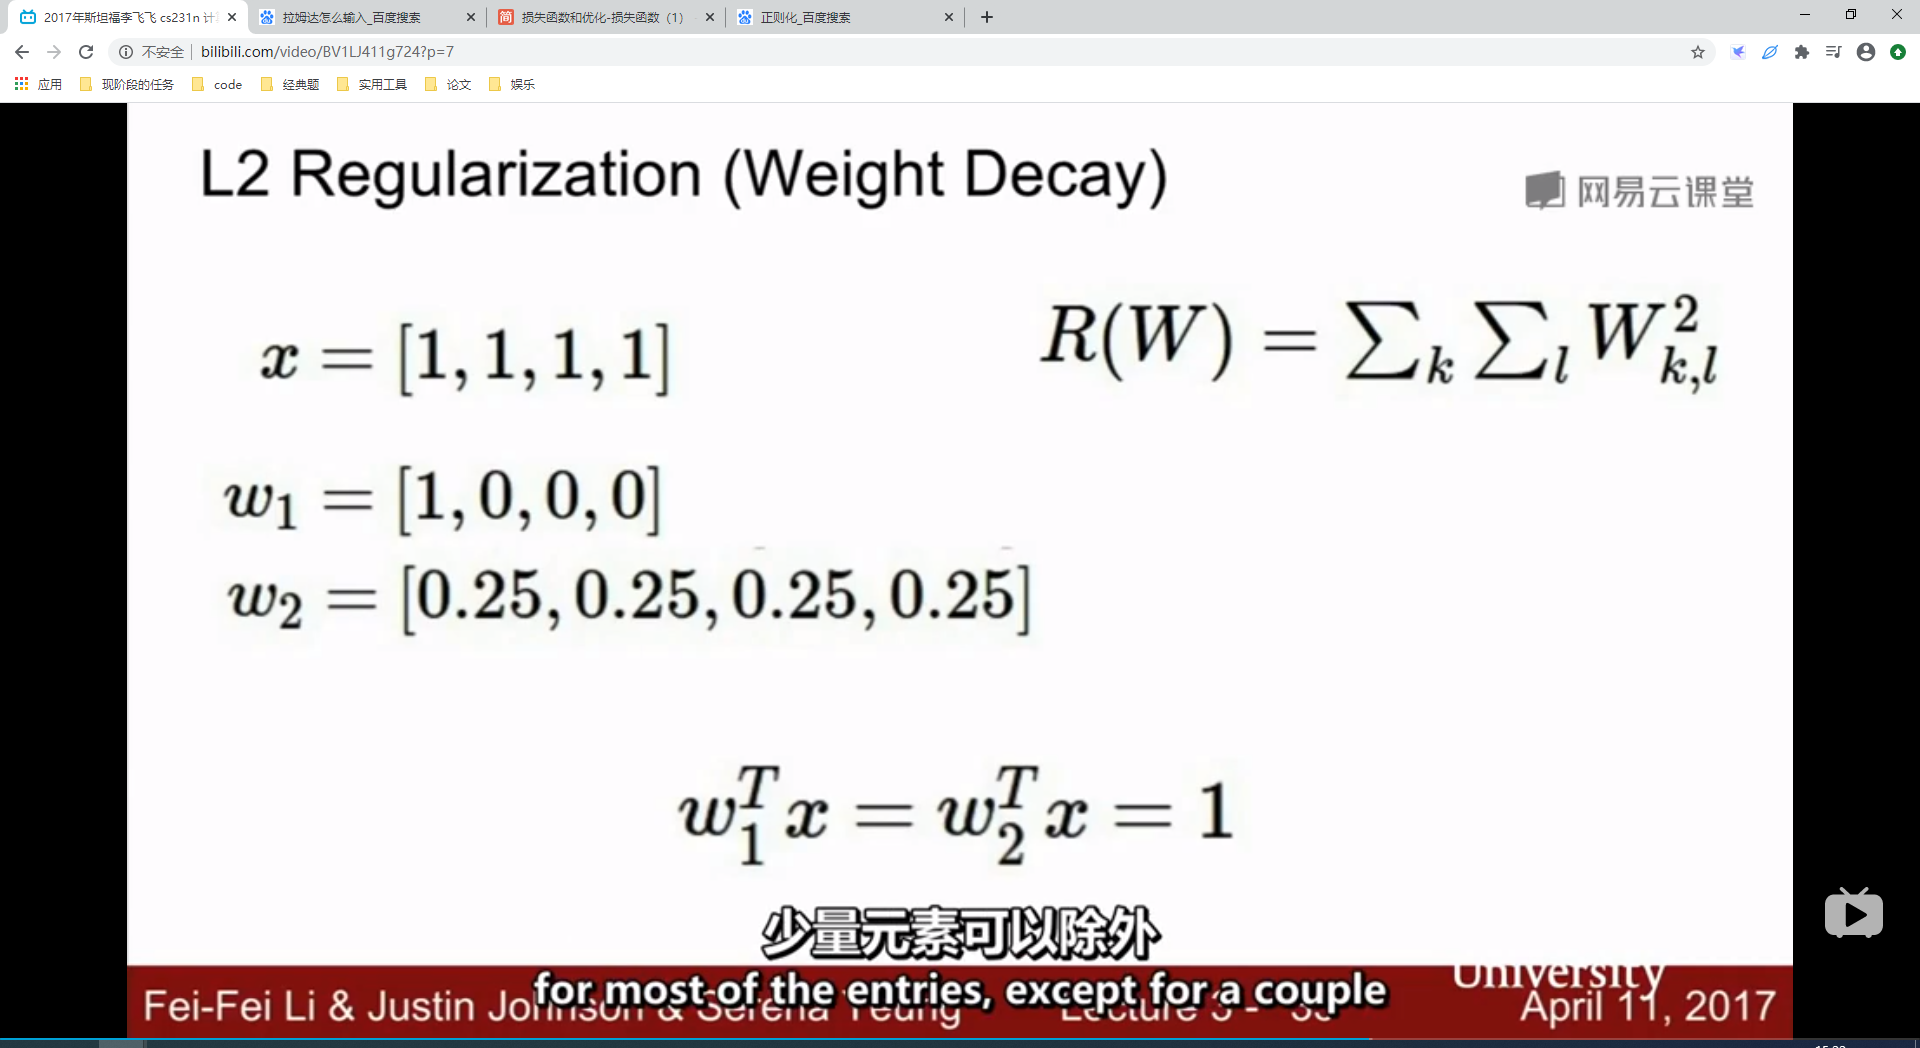 2017年斯坦福李飞飞 cs231n 计
拉姆达怎么输入_百度搜索
简
损失函数和优化-损失函数（1）
正则化_百度搜索
不安全 | bilibili.com/video/BV1LJ411g724?p=7
应用 现阶段的任务 code 经典题 实用工具 论文 娱乐
L2 Regularization (Weight Decay)
网易云课堂
x = [1, 1, 1, 1]
R(W) = ∑_k ∑_l W_{k,l}^2
w_1 = [1, 0, 0, 0]
w_2 = [0.25, 0.25, 0.25, 0.25]
w_1^T x = w_2^T x = 1
少量元素可以除外
for most of the entries, except for a couple
University
Fei-Fei Li & Justin Johnson & Serena Yeung
Lecture 3 -
April 11, 2017